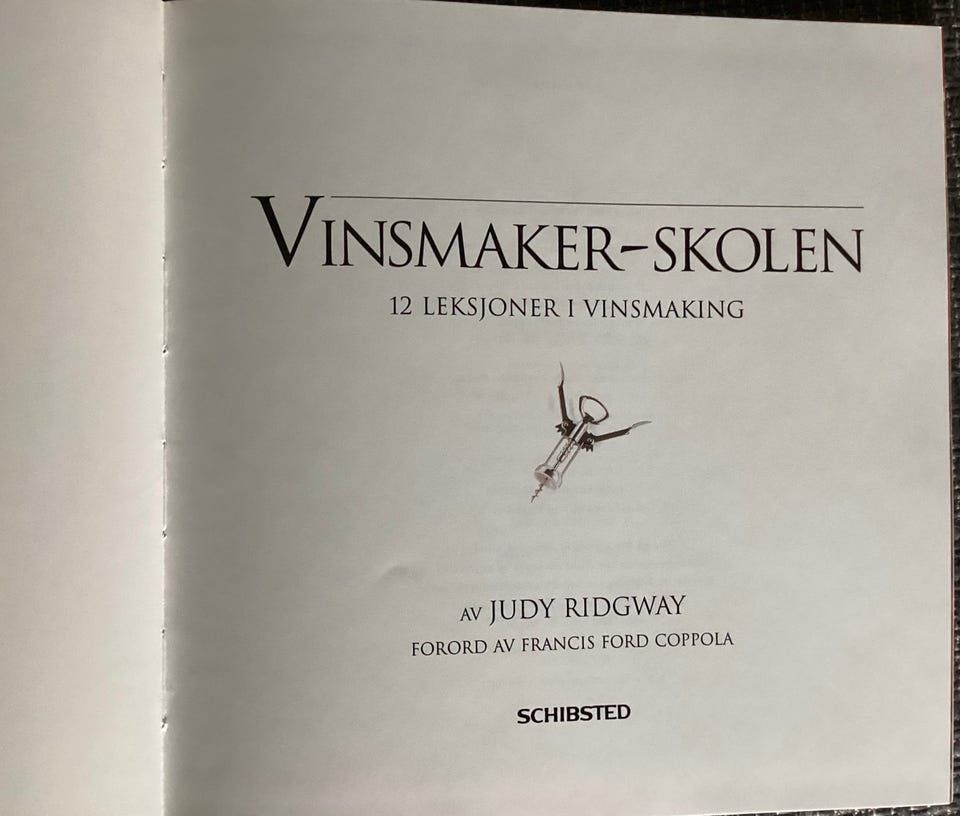 VINSMAKER-SKOLEN
12 LEKSJONER I VINSMAKING
AV JUDY RIDGWAY
FORORD AV FRANCIS FORD COPPOLA
SCHIBSTED